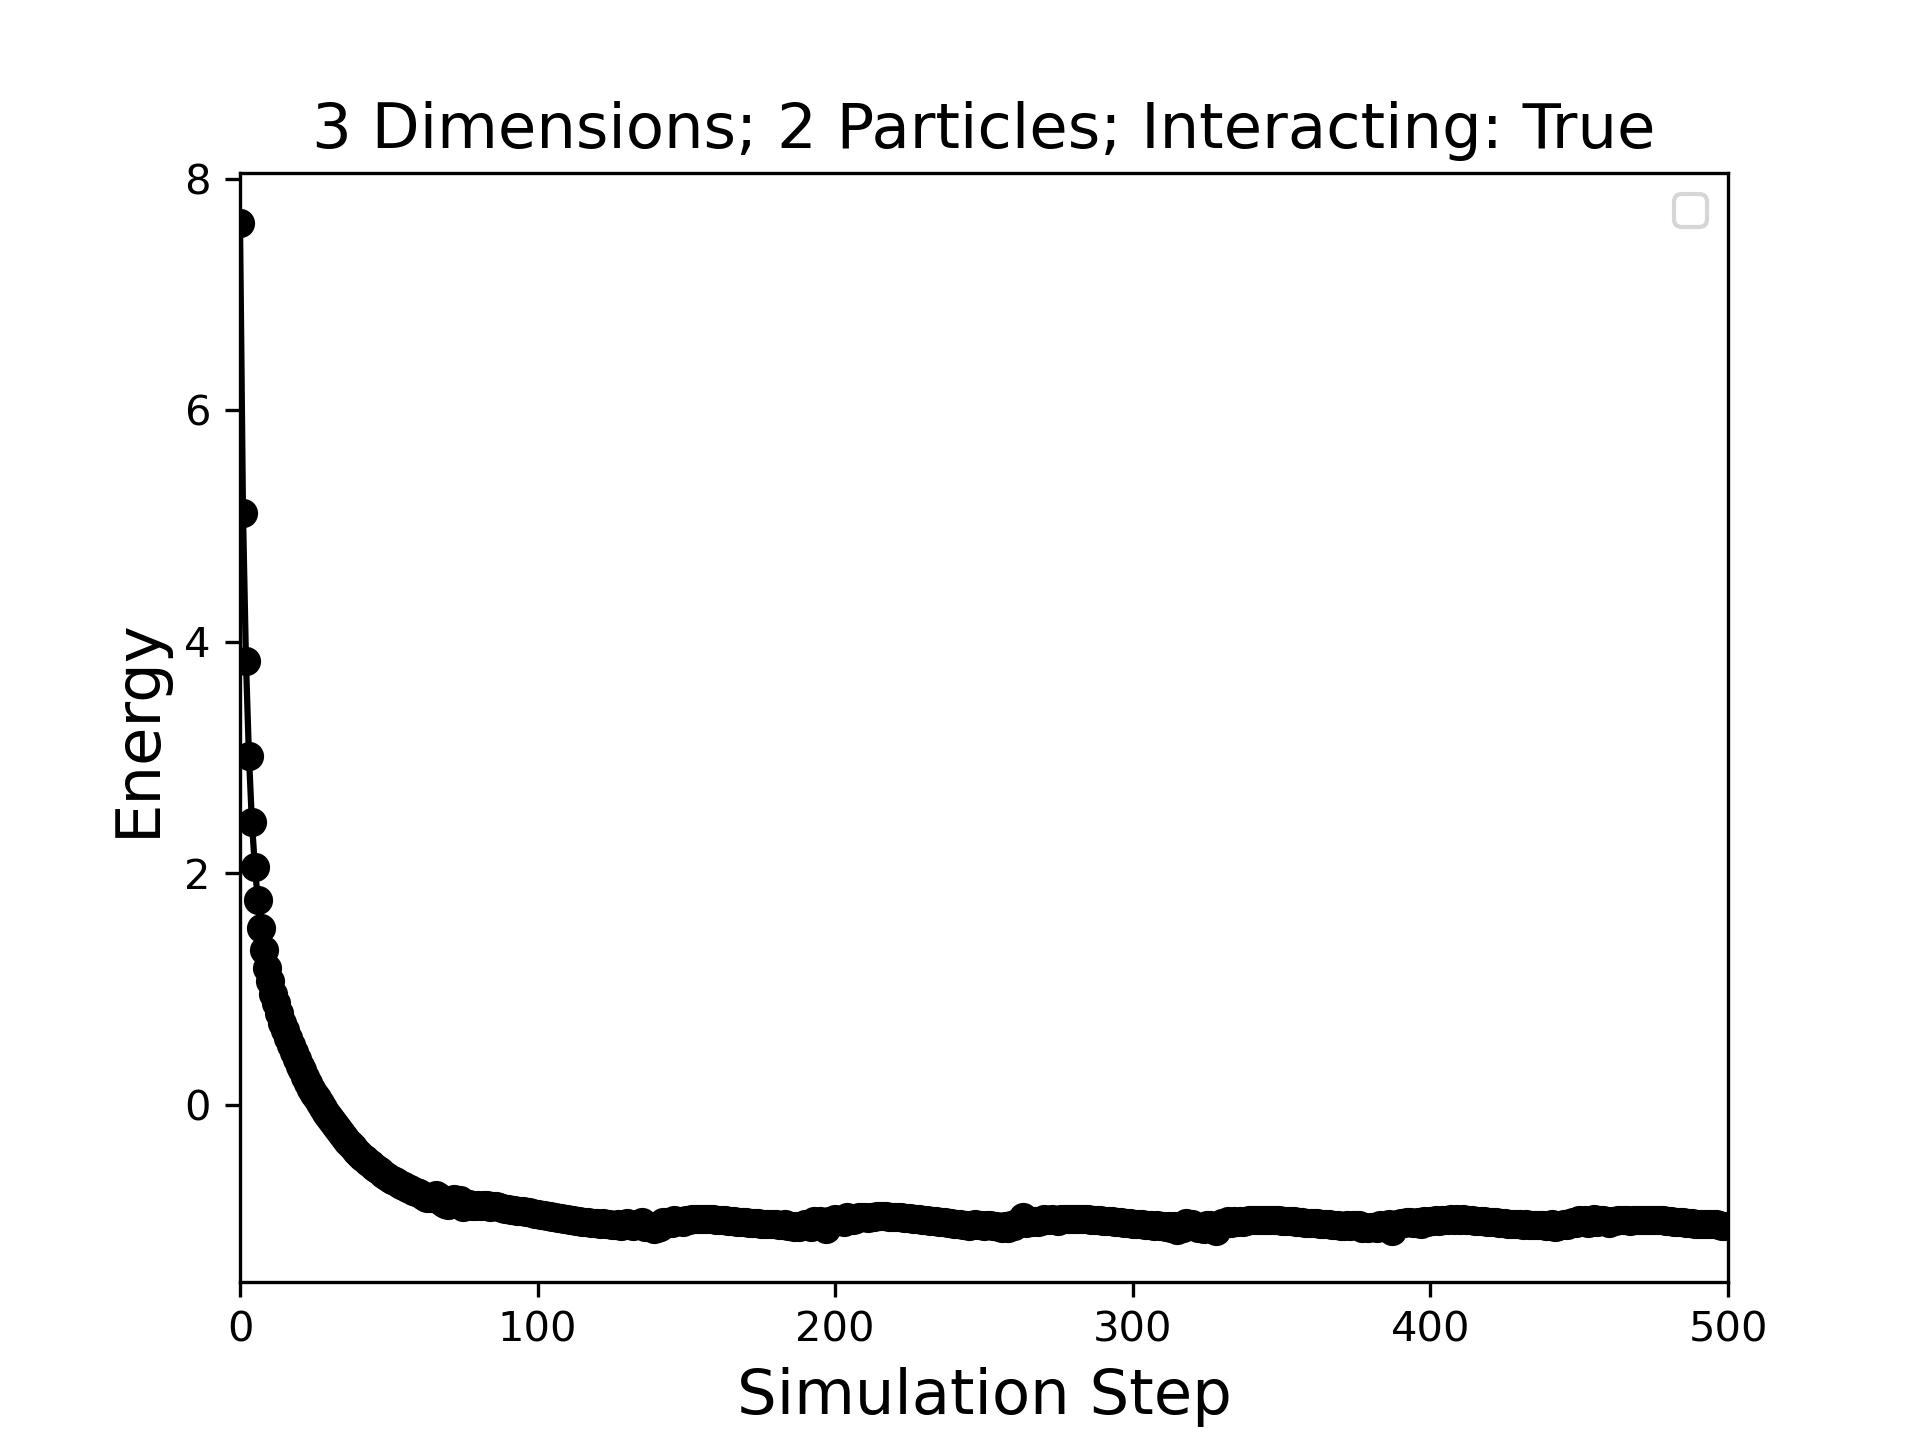 3 Dimensions; 2 Particles; Interacting: True
8
6
4
2
0
Energy
0 100 200 300 400 500
Simulation Step